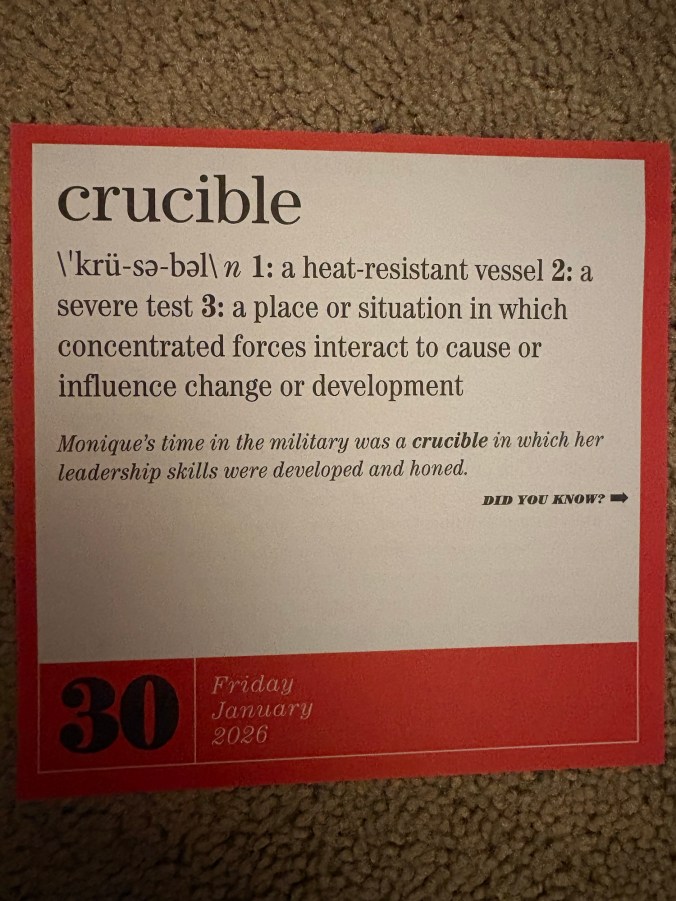 crucible
\ˈkrü-sə-bəl\ n 1: a heat-resistant vessel 2: a
severe test 3: a place or situation in which
concentrated forces interact to cause or
influence change or development
Monique's time in the military was a crucible in which her
leadership skills were developed and honed.
DID YOU KNOW? ➡
30
Friday
January
2026